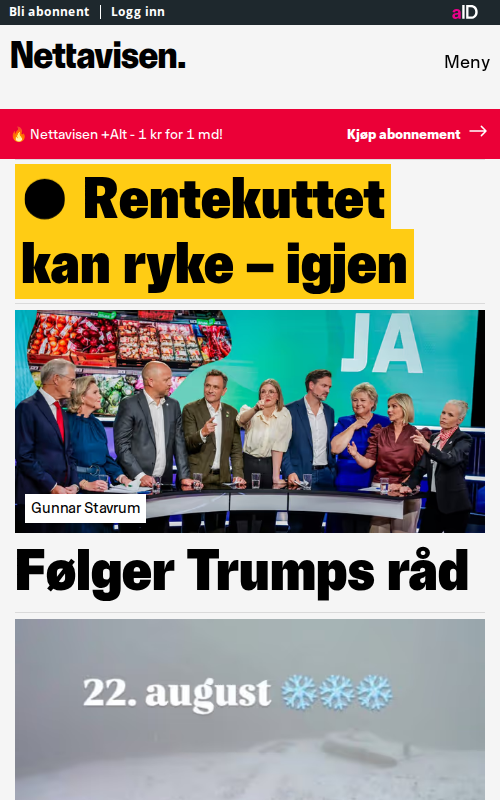 Bli abonnent | Logg inn
aID
Nettavisen.
Meny
🔥 Nettavisen +Alt - 1 kr for 1 md!
Kjøp abonnement →
● Rentekuttet
kan ryke – igjen
JA
Gunnar Stavrum
Følger Trumps råd
22. august ❄❄❄